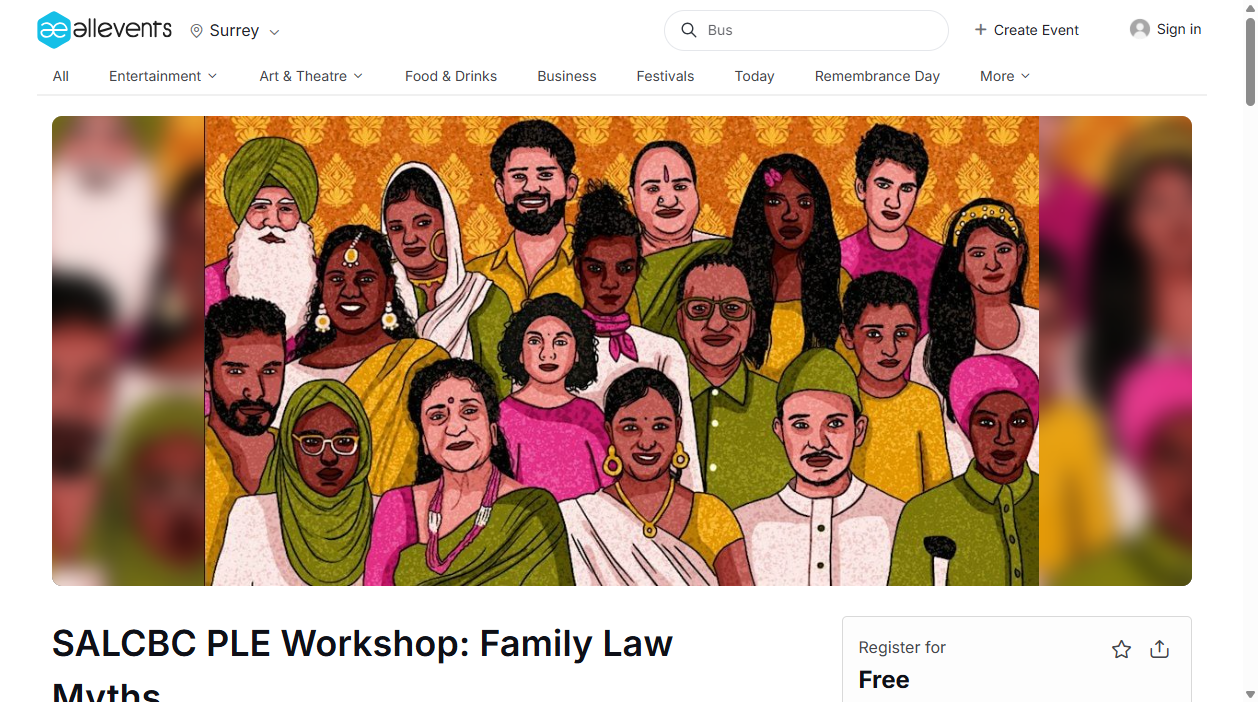 allevents
Surrey
Bus
Create Event
Sign in
All
Entertainment
Art & Theatre
Food & Drinks
Business
Festivals
Today
Remembrance Day
More
SALCBC PLE Workshop: Family Law
Myths
Register for
Free